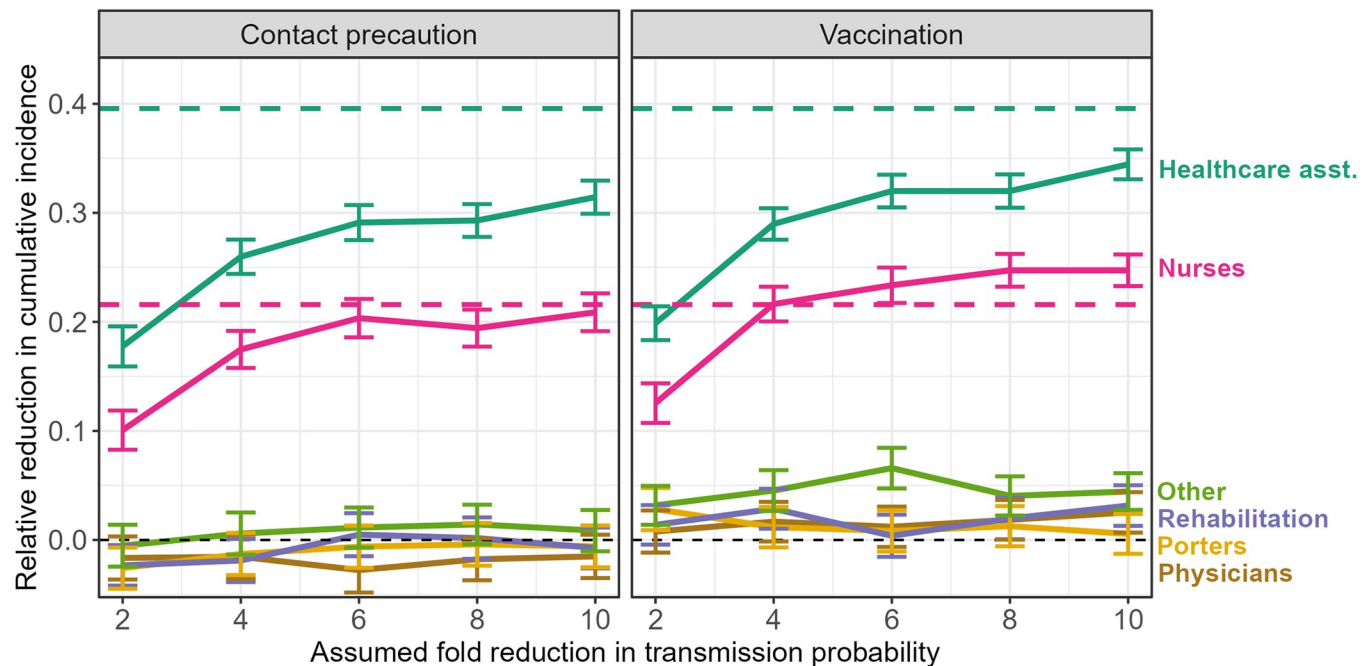 Contact precaution
Vaccination
Relative reduction in cumulative incidence
0.4
0.3
0.2
0.1
0.0
Healthcare asst.
Nurses
Other
Rehabilitation
Porters
Physicians
2 4 6 8 10
2 4 6 8 10
Assumed fold reduction in transmission probability